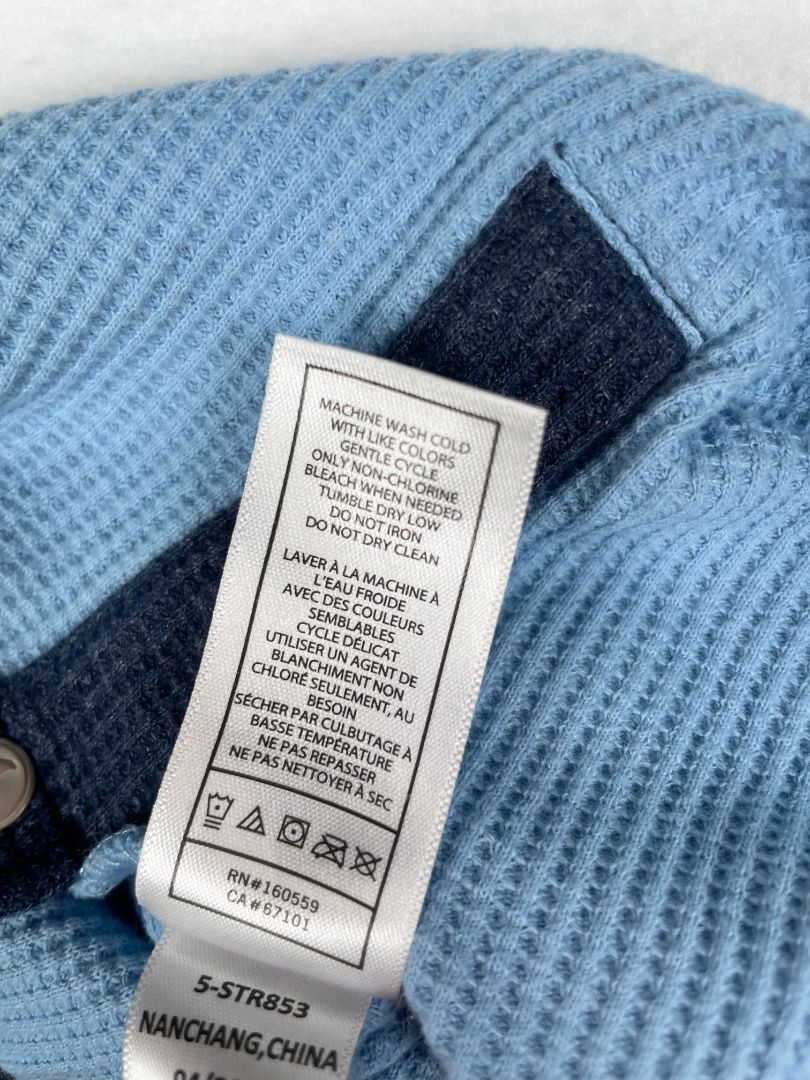 MACHINE WASH COLD
WITH LIKE COLORS
GENTLE CYCLE
ONLY NON-CHLORINE
BLEACH WHEN NEEDED
TUMBLE DRY LOW
DO NOT IRON
DO NOT DRY CLEAN
LAVER À LA MACHINE À
L'EAU FROIDE
AVEC DES COULEURS
SEMBLABLES
CYCLE DÉLICAT
UTILISER UN AGENT DE
BLANCHIMENT NON
CHLORÉ SEULEMENT, AU
BESOIN
SÉCHER PAR CULBUTAGE À
BASSE TEMPÉRATURE
NE PAS REPASSER
NE PAS NETTOYER À SEC
RN#160559
CA#67101
5-STR853
NANCHANG,CHINA